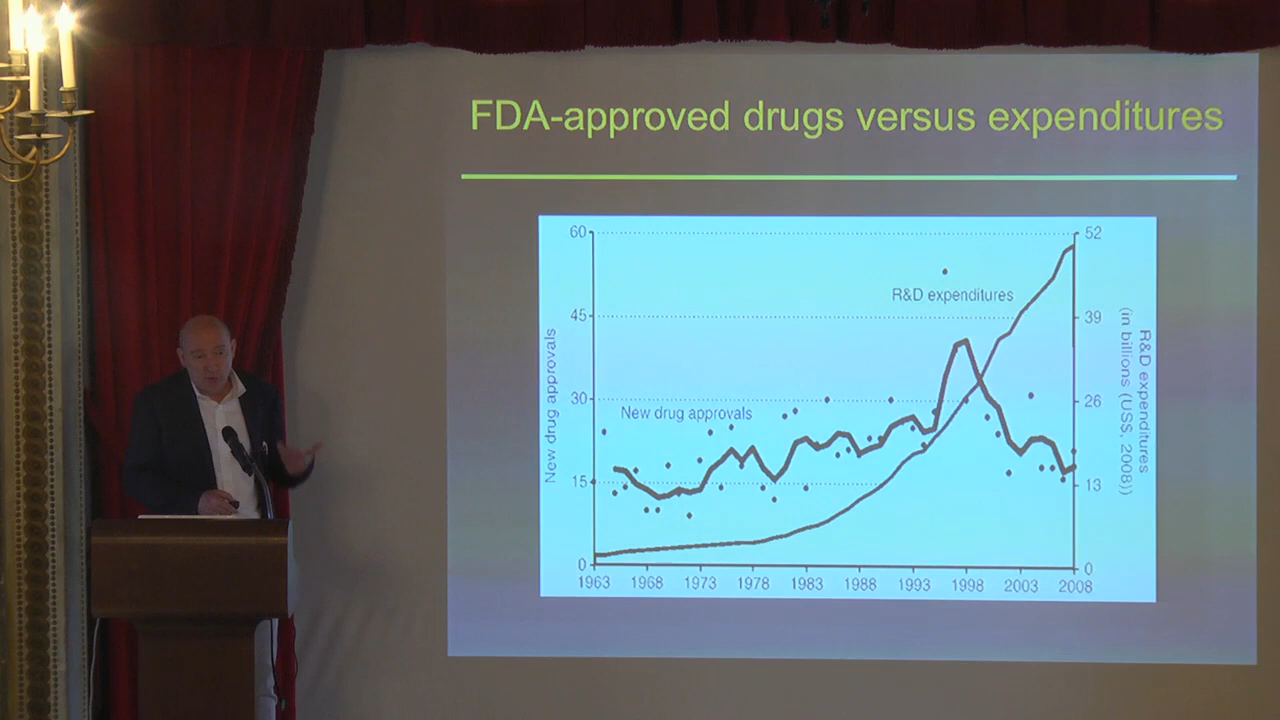 FDA-approved drugs versus expenditures
60
45
30
15
0
New drug approvals
New drug approvals
R&D expenditures
52
39
26
13
0
R&D expenditures
(in billions (US$, 2008))
1963 1968 1973 1978 1983 1988 1993 1998 2003 2008